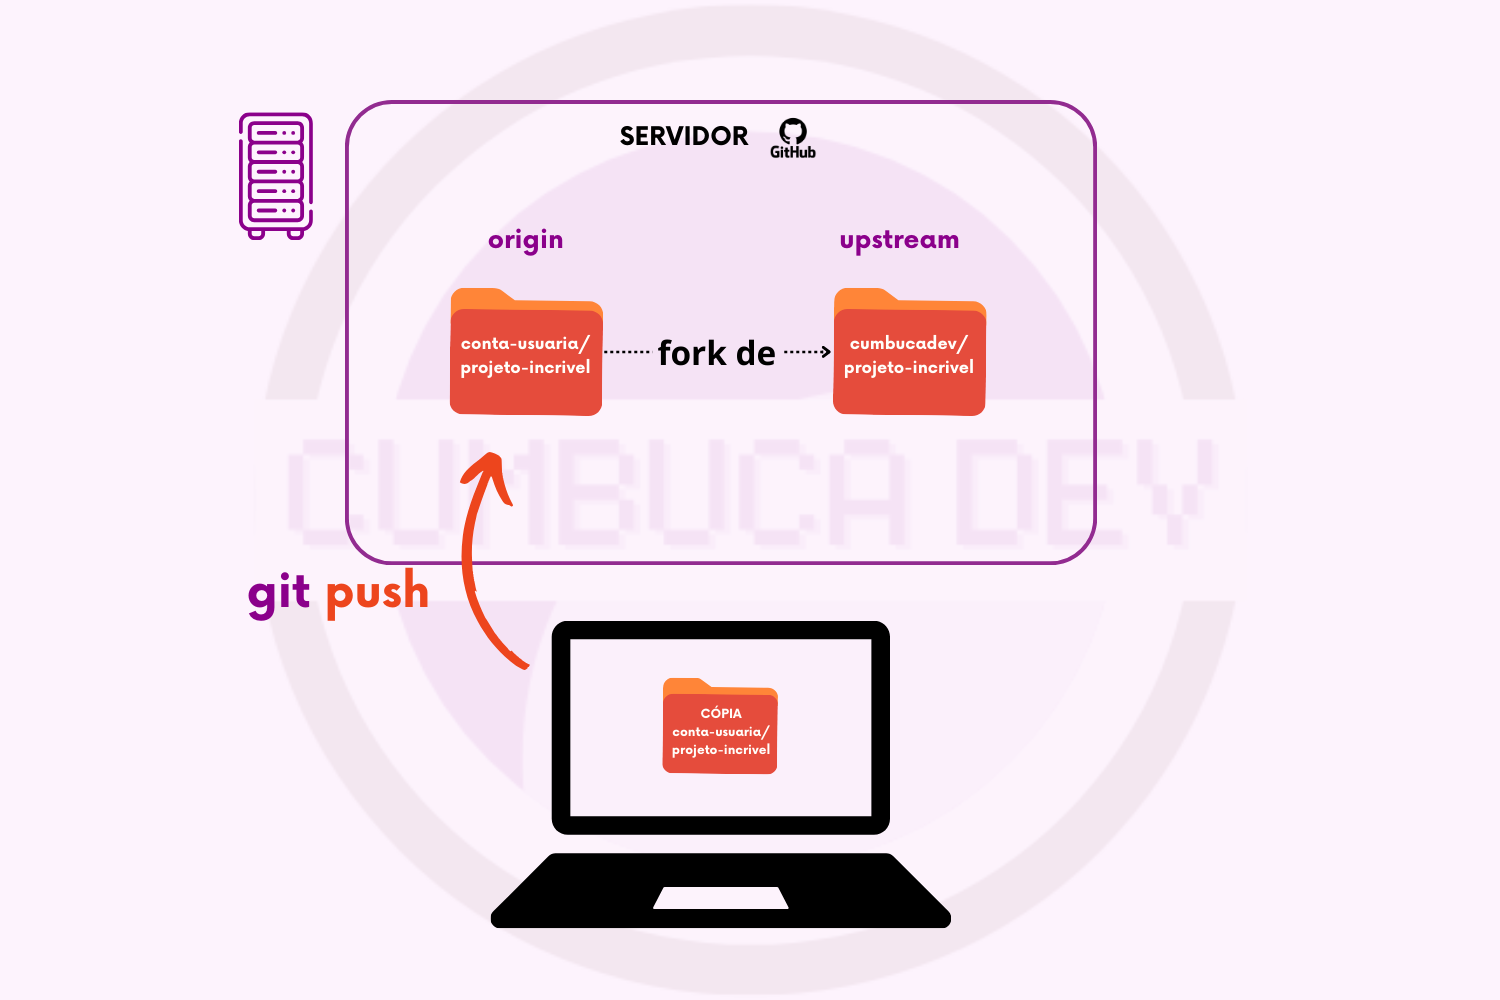 SERVIDOR
GitHub
origin
upstream
conta-usuaria/
projeto-incrivel
fork de
cumbucadev/
projeto-incrivel
CUMBUCA DEV
git push
CÓPIA
conta-usuaria/
projeto-incrivel